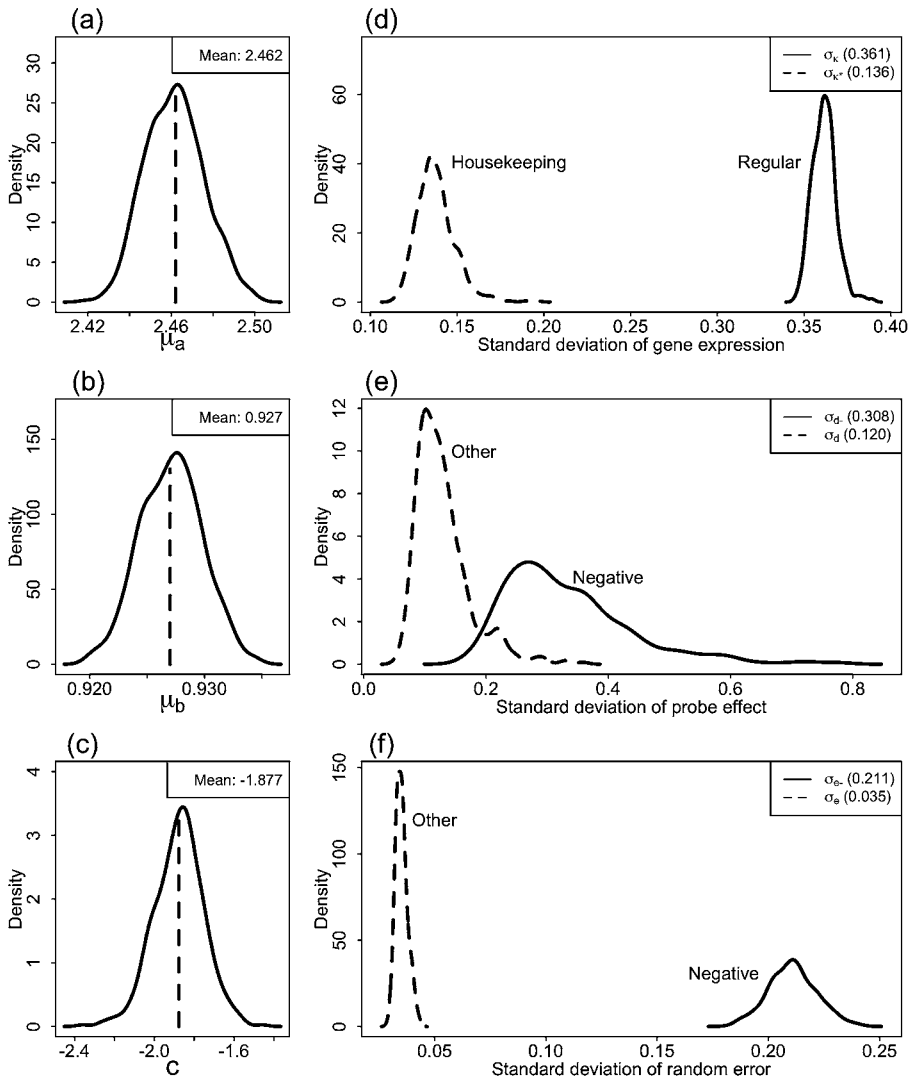 (a)
Mean: 2.462
Density
30
25
20
15
10
5
0
2.42
2.46
2.50
μa
(d)
σκ (0.361)
σκ* (0.136)
Housekeeping
Regular
Density
60
40
20
0
0.10
0.15
0.20
0.25
0.30
0.35
0.40
Standard deviation of gene expression
(b)
Mean: 0.927
Density
150
100
50
0
0.920
0.930
μb
(e)
σd- (0.308)
σd (0.120)
Other
Negative
Density
12
10
8
6
4
2
0
0.0
0.2
0.4
0.6
0.8
Standard deviation of probe effect
(c)
Mean: -1.877
Density
4
3
2
1
0
-2.4
-2.0
-1.6
c
(f)
σe- (0.211)
σe (0.035)
Other
Negative
Density
150
100
50
0
0.05
0.10
0.15
0.20
0.25
Standard deviation of random error